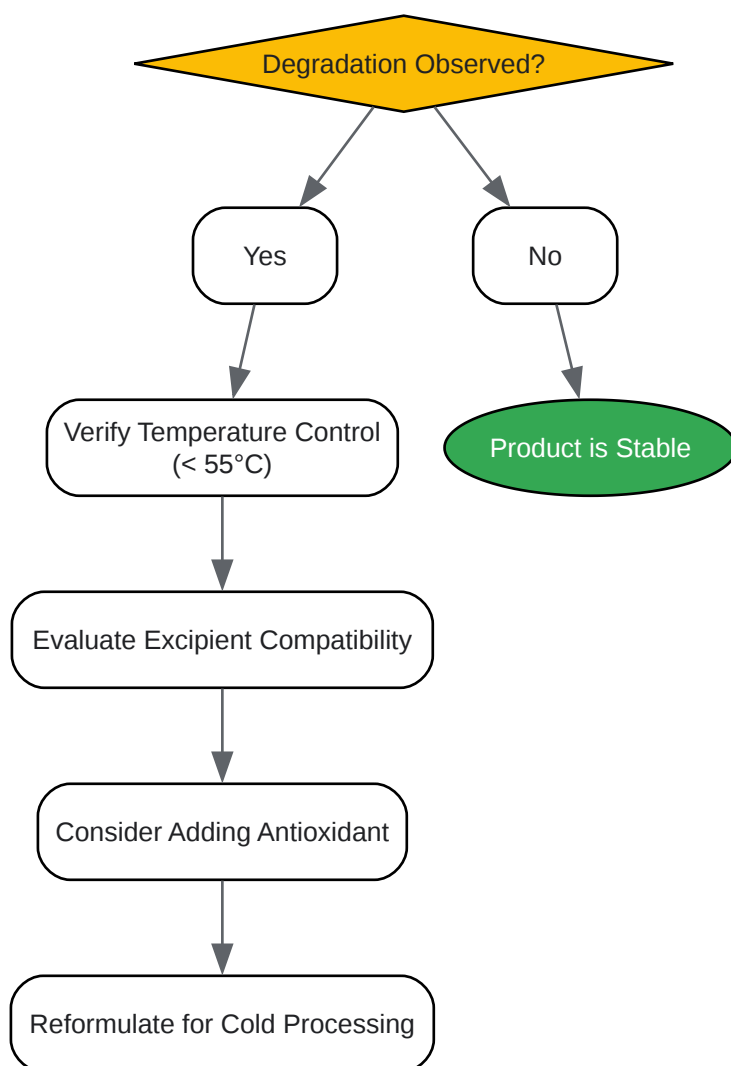 Degradation Observed?
Yes
No
Verify Temperature Control
(< 55°C)
Product is Stable
Evaluate Excipient Compatibility
Consider Adding Antioxidant
Reformulate for Cold Processing